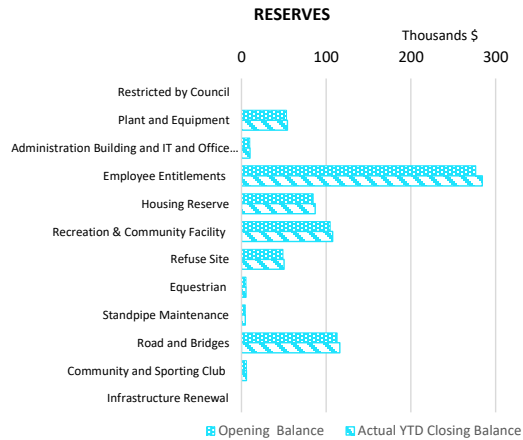 RESERVES
Thousands $
0 100 200 300
Restricted by Council
Plant and Equipment
Administration Building and IT and Office...
Employee Entitlements
Housing Reserve
Recreation & Community Facility
Refuse Site
Equestrian
Standpipe Maintenance
Road and Bridges
Community and Sporting Club
Infrastructure Renewal
Opening Balance Actual YTD Closing Balance